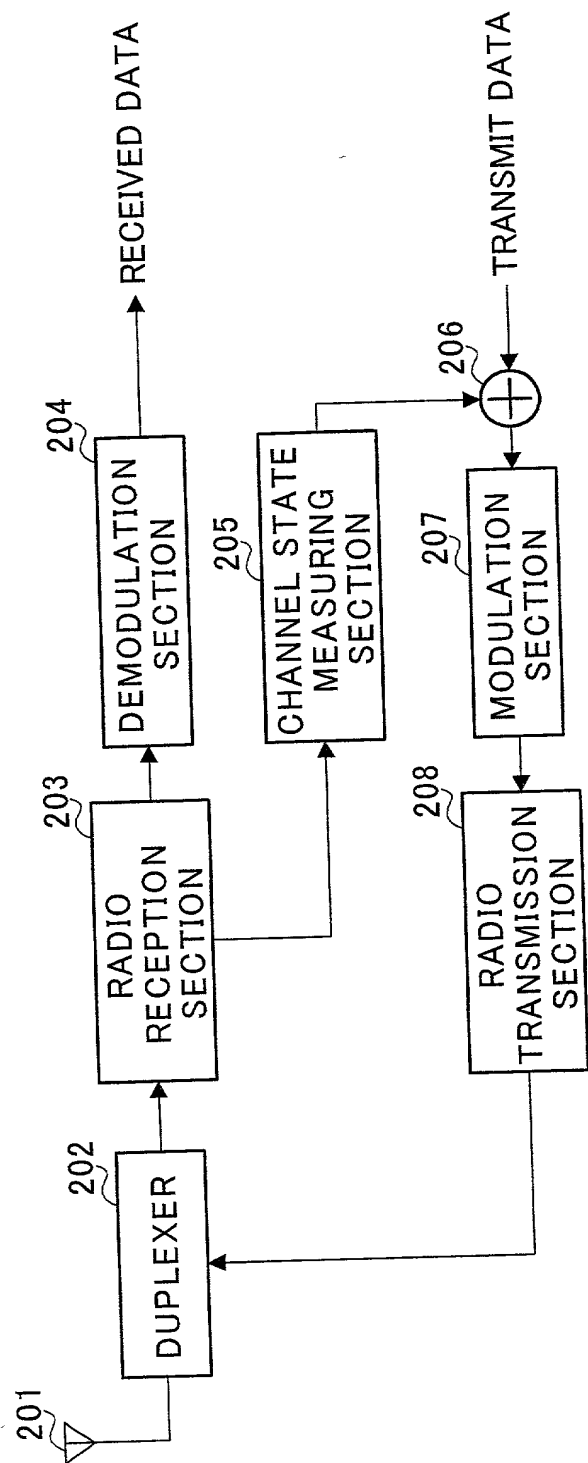 201
202
DUPLEXER
203
RADIO
RECEPTION
SECTION
204
DEMODULATION
SECTION
RECEIVED DATA
205
CHANNEL STATE
MEASURING
SECTION
206
TRANSMIT DATA
207
MODULATION
SECTION
208
RADIO
TRANSMISSION
SECTION